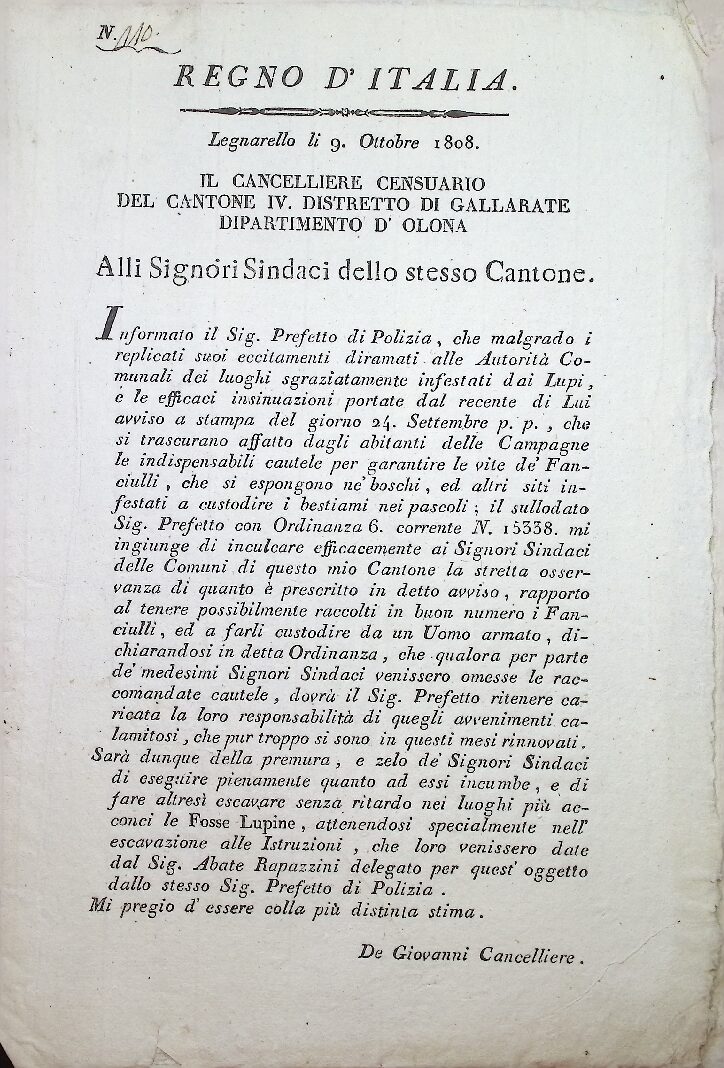 N. 110.
REGNO D' ITALIA.
Legnarello li 9. Ottobre 1808.
IL CANCELLIERE CENSUARIO
DEL CANTONE IV. DISTRETTO DI GALLARATE
DIPARTIMENTO D' OLONA
Alli Signori Sindaci dello stesso Cantone.
Informato il Sig. Prefetto di Polizia, che malgrado i
replicati suoi eccitamenti diramati alle Autorità Co-
munali dei luoghi sgraziatamente infestati dai Lupi,
e le efficaci insinuazioni portate dal recente di Lui
avviso a stampa del giorno 24. Settembre p. p., che
si trascurano affatto dagli abitanti delle Campagne
le indispensabili cautele per garantire le vite de' Fan-
ciulli, che si espongono ne' boschi, ed altri siti in-
festati a custodire i bestiami nei pascoli; il sullodato
Sig. Prefetto con Ordinanza 6. corrente N. 15338. mi
ingiunge di inculcare efficacemente ai Signori Sindaci
delle Comuni di questo mio Cantone la stretta osser-
vanza di quanto è prescritto in detto avviso, rapporto
al tenere possibilmente raccolti in buon numero i Fan-
ciulli, ed a farli custodire da un Uomo armato, di-
chiarandosi in detta Ordinanza, che qualora per parte
de' medesimi Signori Sindaci venissero omesse le rac-
comandate cautele, dovrà il Sig. Prefetto ritenere ca-
ricata la loro responsabilità di quegli avvenimenti ca-
lamitosi, che pur troppo si sono in questi mesi rinnovati.
Sarà dunque della premura, e zelo de' Signori Sindaci
di eseguire pienamente quanto ad essi incumbe, e di
fare altresì escavare senza ritardo nei luoghi più ac-
conci le Fosse Lupine, attenendosi specialmente nell'
escavazione alle Istruzioni, che loro venissero date
dal Sig. Abate Rapazzini delegato per quest' oggetto
dallo stesso Sig. Prefetto di Polizia.
Mi pregio d' essere colla più distinta stima.
De Giovanni Cancelliere.